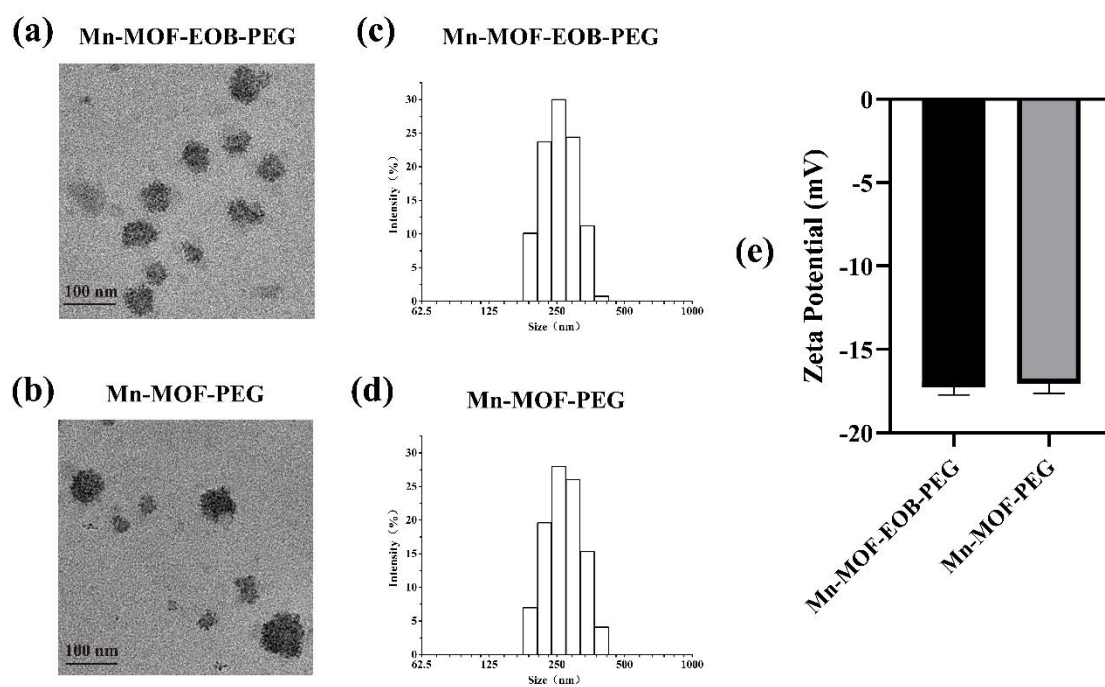 (a)
Mn-MOF-EOB-PEG
100 nm
(b)
Mn-MOF-PEG
100 nm
(c)
Mn-MOF-EOB-PEG
Intensity (%)
30
25
20
15
10
5
0
62.5 125 250 500 1000
Size (nm)
(d)
Mn-MOF-PEG
Intensity (%)
30
25
20
15
10
5
0
62.5 125 250 500 1000
Size (nm)
(e)
Zeta Potential (mV)
0
-5
-10
-15
-20
Mn-MOF-EOB-PEG
Mn-MOF-PEG